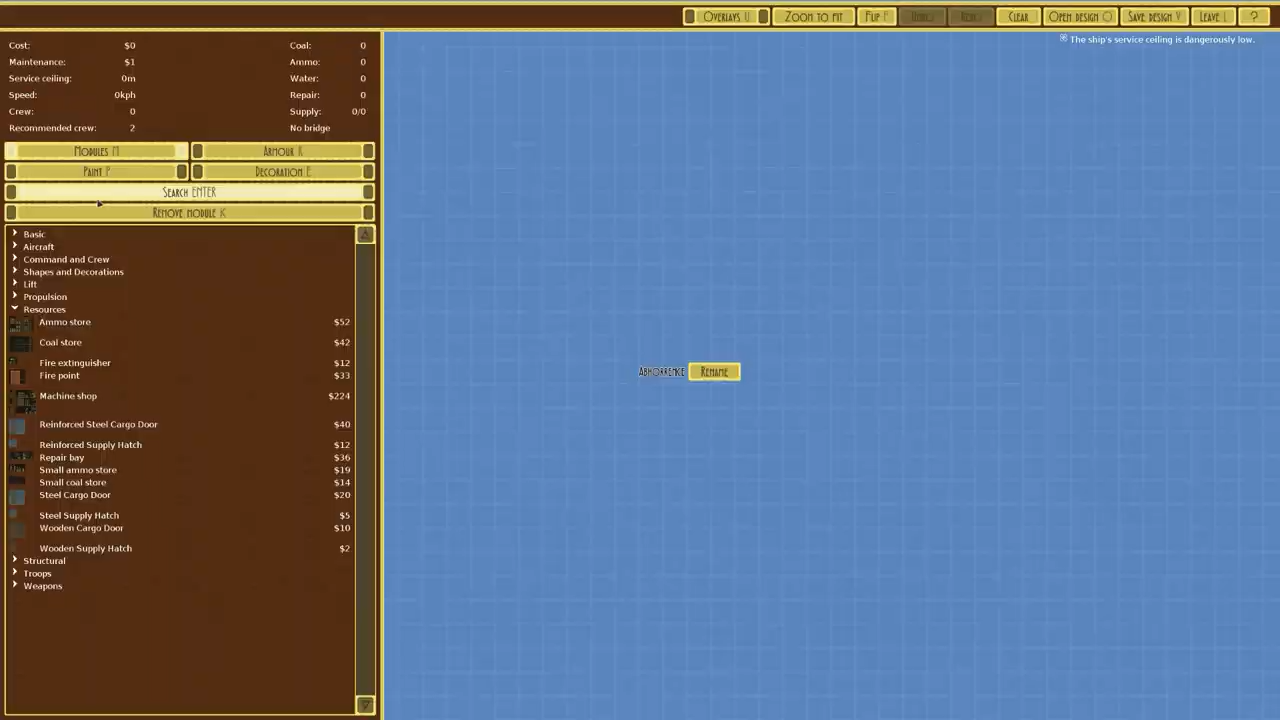 OVERLAYS U ZOOM TO FIT FLIP F CLEAR OPEN DESIGN O SAVE DESIGN V LEAVE L ?
The ship's service ceiling is dangerously low.
Cost: $0 Coal: 0
Maintenance: $1 Ammo: 0
Service ceiling: 0m Water: 0
Speed: 0kph Repair: 0
Crew: 0 Supply: 0/0
Recommended crew: 2 No bridge
MODULES M ARMOUR R
PAINT P DECORATION E
SEARCH ENTER
REMOVE MODULE K
Basic
Aircraft
Command and Crew
Shapes and Decorations
Lift
Propulsion
Resources
Ammo store $52
Coal store $42
Fire extinguisher $12
Fire point $33
Machine shop $224
Reinforced Steel Cargo Door $40
Reinforced Supply Hatch $12
Repair bay $36
Small ammo store $19
Small coal store $14
Steel Cargo Door $20
Steel Supply Hatch $5
Wooden Cargo Door $10
Wooden Supply Hatch $2
Structural
Troops
Weapons
ABHORRENCE RENAME